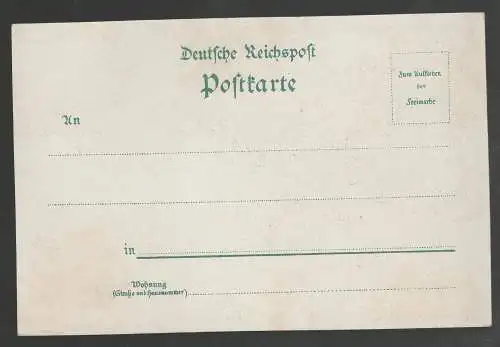 Deutsche Reichspost
Postkarte
Zum Aufkleben
der
Freimarke
An
in
Wohnung
(Straße und Hausnummer)